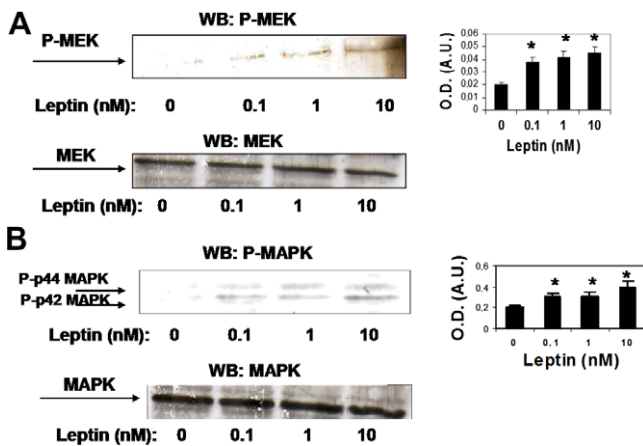 A
WB: P-MEK
P-MEK
Leptin (nM): 0 0.1 1 10
WB: MEK
MEK
Leptin (nM): 0 0.1 1 10
O.D. (A.U.)
0,06
0,05
0,04
0,03
0,02
0,01
0
0 0.1 1 10
Leptin (nM)
* * *
B
WB: P-MAPK
P-p44 MAPK
P-p42 MAPK
Leptin (nM): 0 0.1 1 10
WB: MAPK
MAPK
Leptin (nM): 0 0.1 1 10
O.D. (A.U.)
0,6
0,4
0,2
0
0 0.1 1 10
Leptin (nM)
* * *